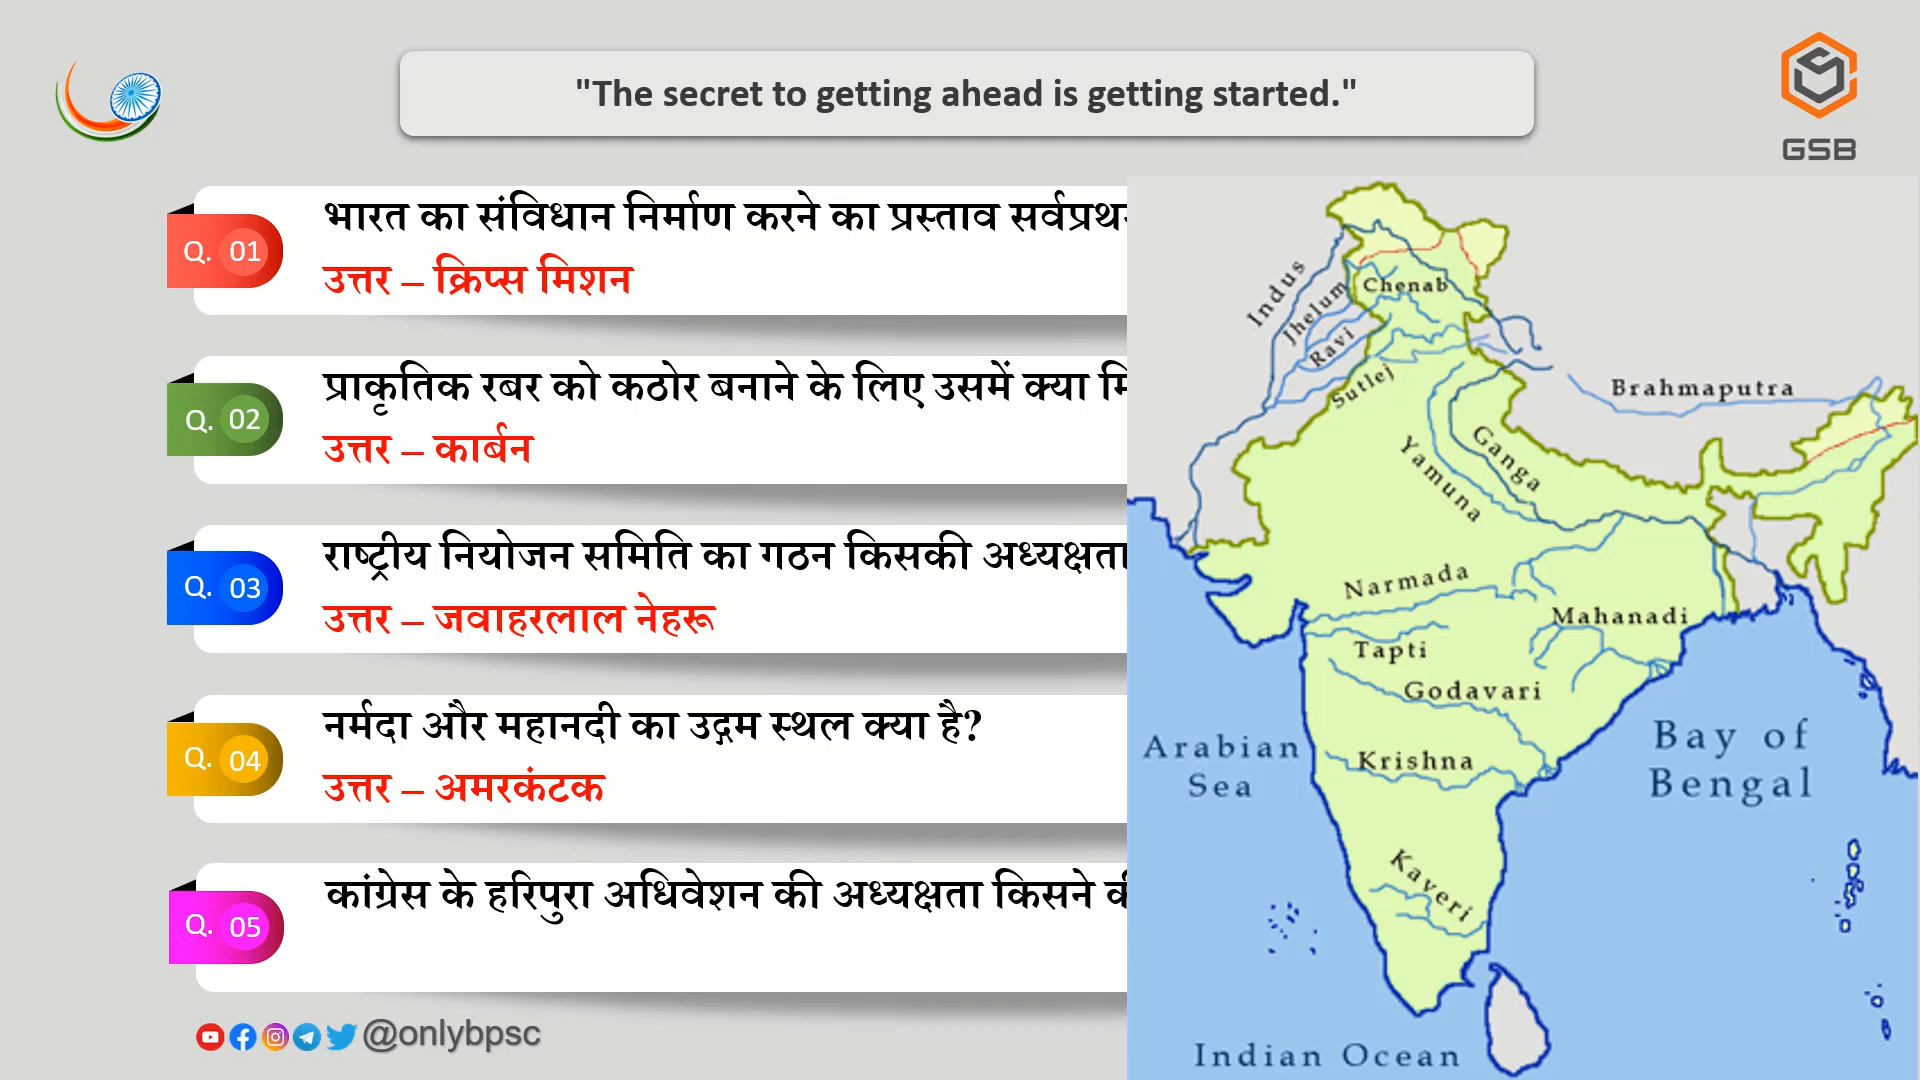 "The secret to getting ahead is getting started."
GSB
Q. 01
भारत का संविधान निर्माण करने का प्रस्ताव
उत्तर – क्रिप्स मिशन
Q. 02
प्राकृतिक रबर को कठोर बनाने के लिए उसमें क्या
उत्तर – कार्बन
Q. 03
राष्ट्रीय नियोजन समिति का गठन किसकी अध्यक्षता
उत्तर – जवाहरलाल नेहरू
Q. 04
नर्मदा और महानदी का उद्गम स्थल क्या है?
उत्तर – अमरकंटक
Q. 05
कांग्रेस के हरिपुरा अधिवेशन की अध्यक्षता किसने
@onlybpsc
Indus
Jhelum
Chenab
Ravi
Sutlej
Brahmaputra
Ganga
Yamuna
Narmada
Mahanadi
Tapti
Godavari
Krishna
Kaveri
Arabian
Sea
Bay of
Bengal
Indian Ocean